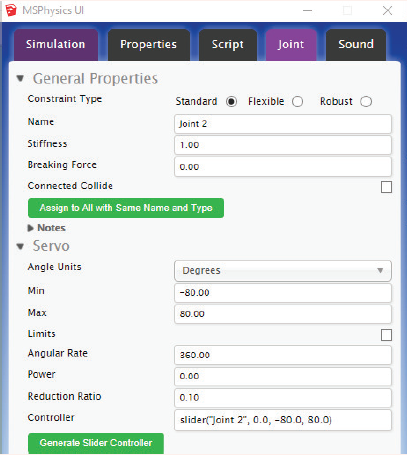 MSPhysics UI
Simulation Properties Script Joint Sound
General Properties
Constraint Type Standard Flexible Robust
Name Joint 2
Stiffness 1.00
Breaking Force 0.00
Connected Collide
Assign to All with Same Name and Type
Notes
Servo
Angle Units Degrees
Min -80.00
Max 80.00
Limits
Angular Rate 360.00
Power 0.00
Reduction Ratio 0.10
Controller slider("Joint 2", 0.0, -80.0, 80.0)
Generate Slider Controller